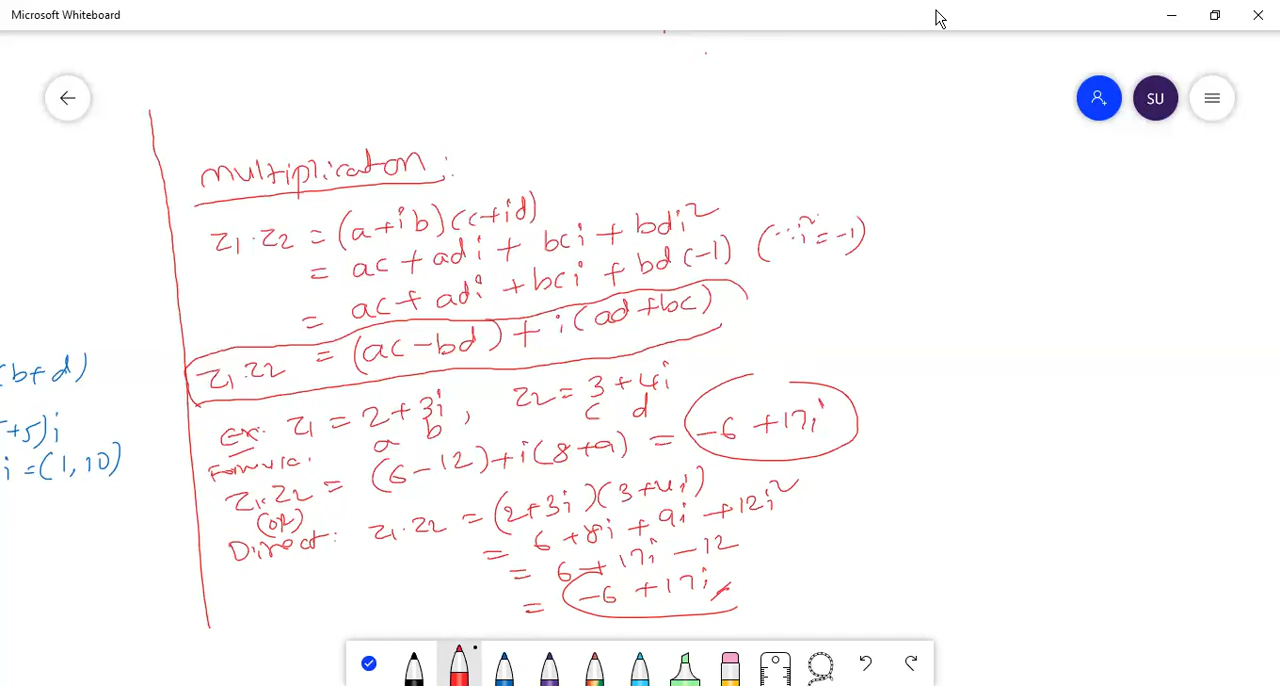 Microsoft Whiteboard
SU
multiplicaton :
z1·z2 = (a+ib)(c+id)
= ac + adi + bci + bdi²
= ac + adi + bci + bd(-1) (∵ i² = -1)
z1·z2 = (ac-bd) + i(ad+bc)
Ex: z1 = 2+3i, z2 = 3+4i
a b c d
Formula:
z1·z2 = (6-12)+i(8+9) = -6+17i
(or)
Direct: z1·z2 = (2+3i)(3+4i)
= 6+8i+9i+12i²
= 6+17i-12
= -6+17i
(b+d)
+5)i
i = (1,10)